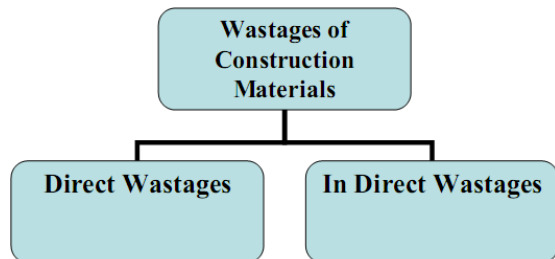 Wastages of
Construction
Materials
Direct Wastages
In Direct Wastages